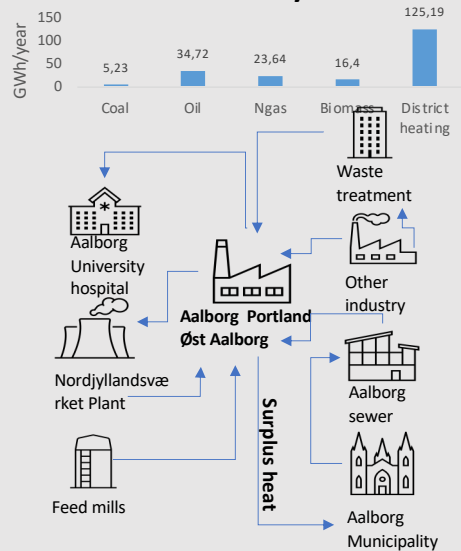 150
125,19
100
50
0
GWh/year
5,23
34,72
23,64
16,4
Coal
Oil
Ngas
Biomass
District
heating
Waste
treatment
Aalborg
University
hospital
Other
industry
Aalborg Portland
Øst Aalborg
Nordjyllandsvæ
rket Plant
Aalborg
sewer
Surplus heat
Feed mills
Aalborg
Municipality